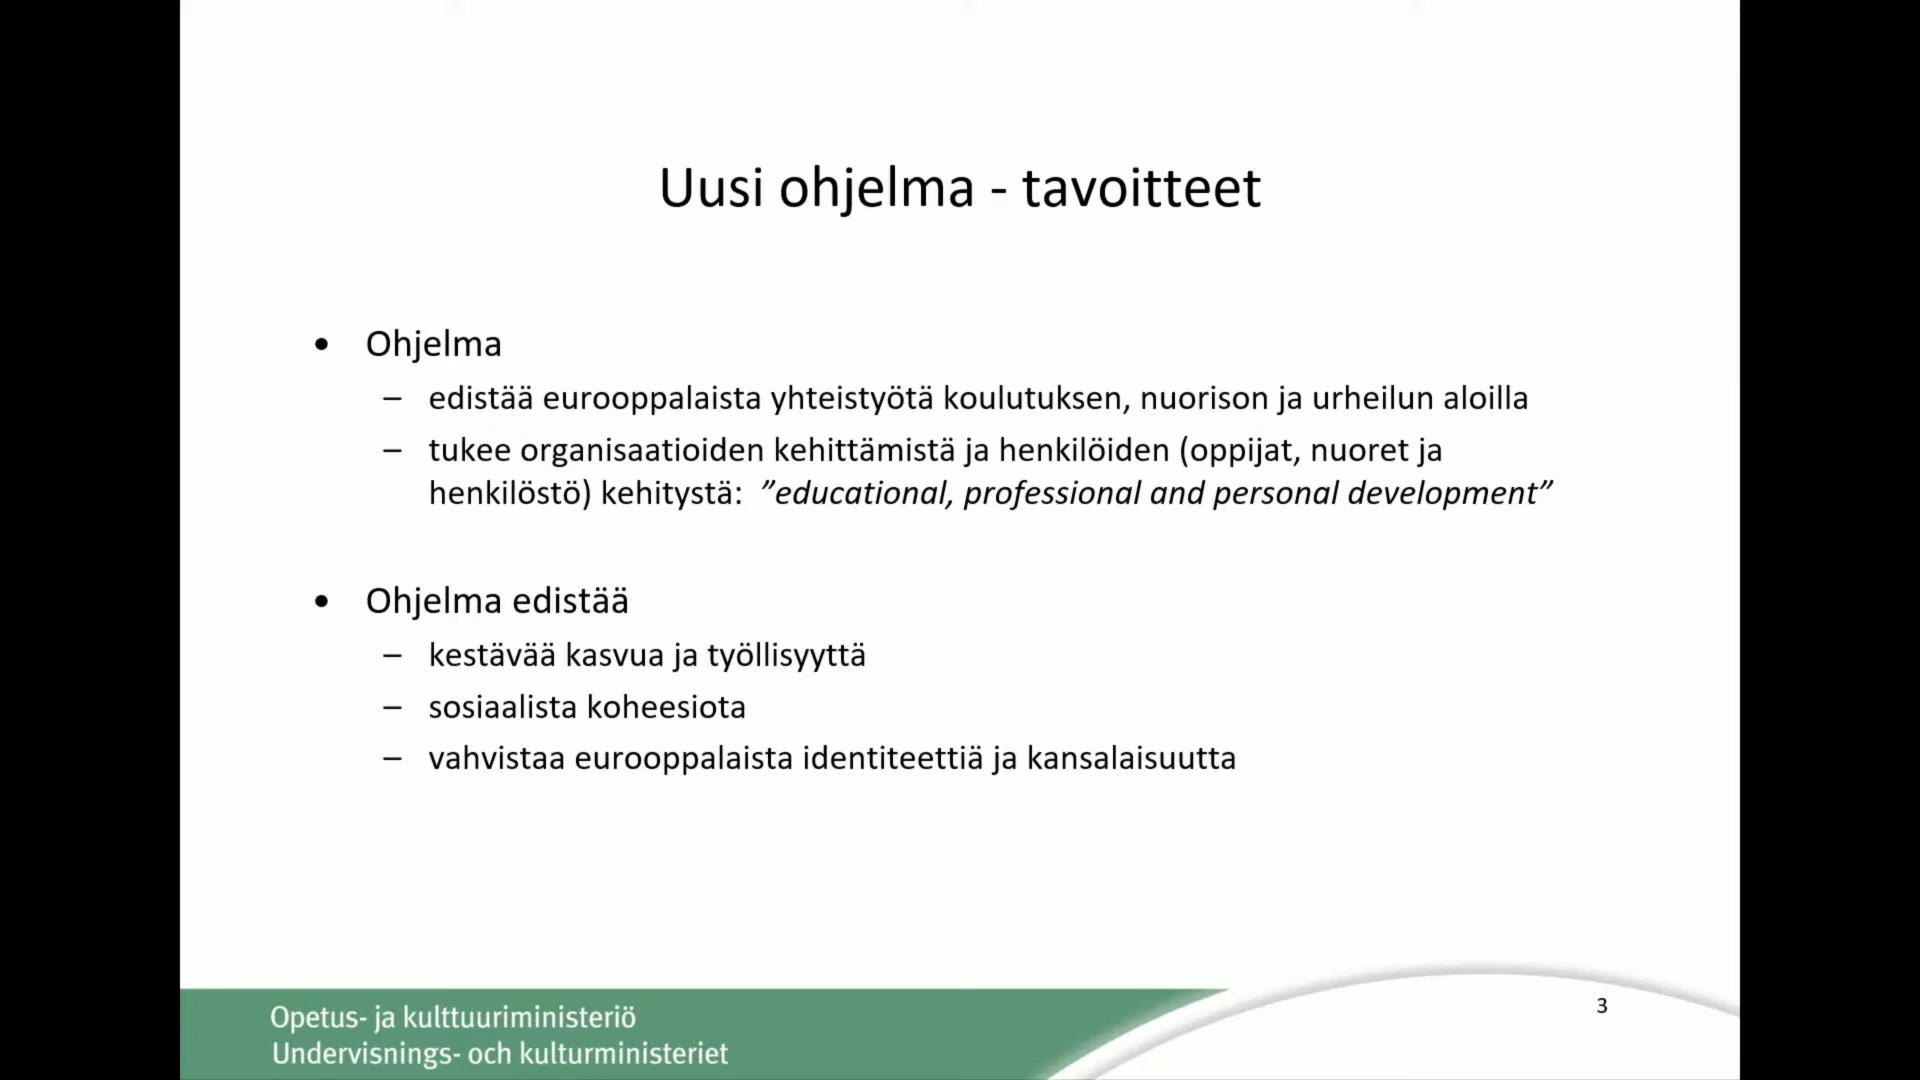 Uusi ohjelma - tavoitteet
• Ohjelma
– edistää eurooppalaista yhteistyötä koulutuksen, nuorison ja urheilun aloilla
– tukee organisaatioiden kehittämistä ja henkilöiden (oppijat, nuoret ja
henkilöstö) kehitystä: ”educational, professional and personal development”
• Ohjelma edistää
– kestävää kasvua ja työllisyyttä
– sosiaalista koheesiota
– vahvistaa eurooppalaista identiteettiä ja kansalaisuutta
Opetus- ja kulttuuriministeriö
Undervisnings- och kulturministeriet
3